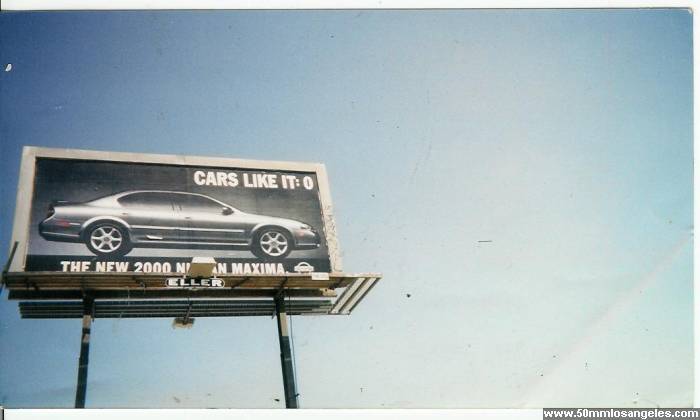 CARS LIKE IT: 0
THE NEW 2000 MAXIMA.
ELLER
www.50mmlosangeles.com